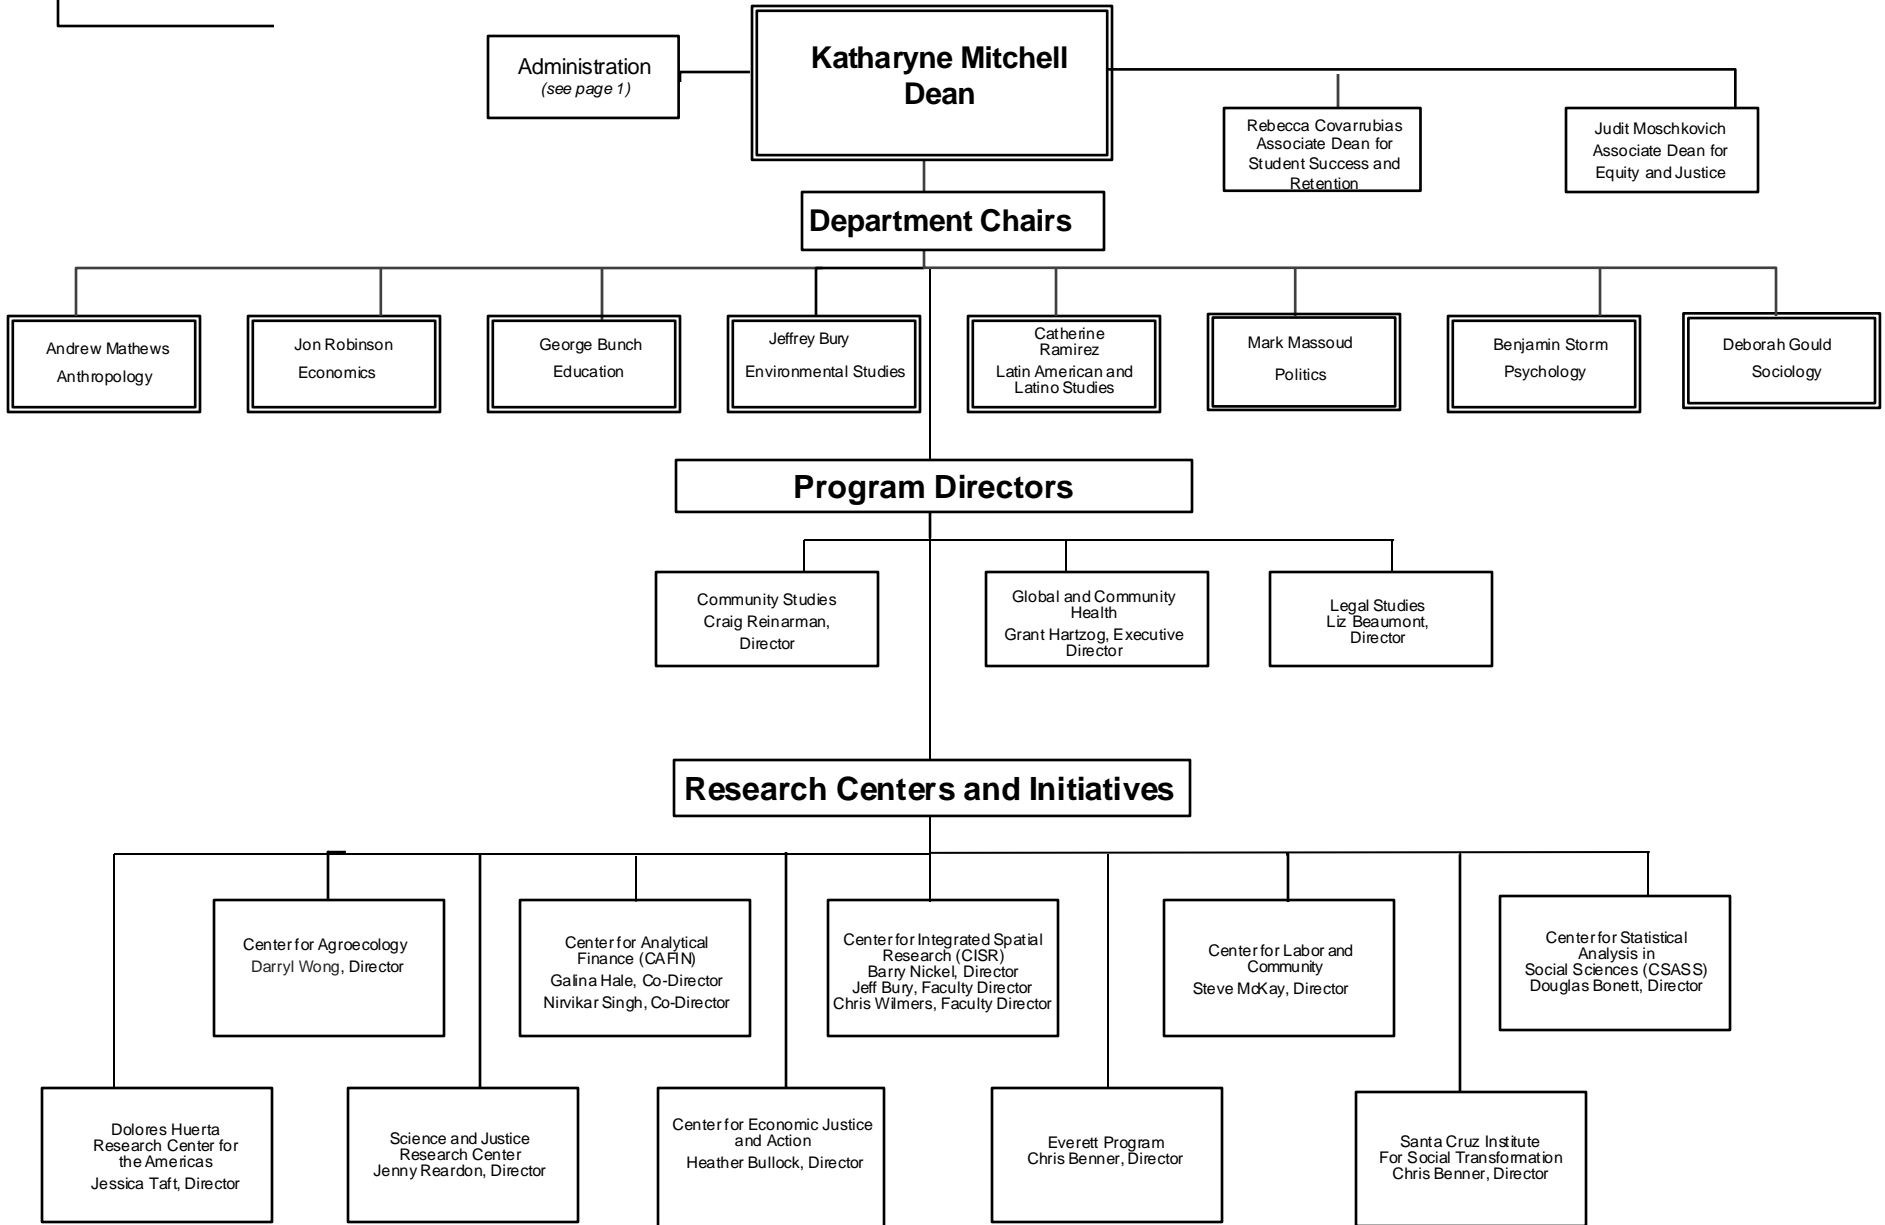 Katharyne Mitchell
Dean
Administration
(see page 1)
Rebecca Covarrubias
Associate Dean for
Student Success and
Retention
Judit Moschkovich
Associate Dean for
Equity and Justice
Department Chairs
Andrew Mathews
Anthropology
Jon Robinson
Economics
George Bunch
Education
Jeffrey Bury
Environmental Studies
Catherine
Ramirez
Latin American and
Latino Studies
Mark Massoud
Politics
Benjamin Storm
Psychology
Deborah Gould
Sociology
Program Directors
Community Studies
Craig Reinarman,
Director
Global and Community
Health
Grant Hartzog, Executive
Director
Legal Studies
Liz Beaumont,
Director
Research Centers and Initiatives
Center for Agroecology
Darryl Wong, Director
Center for Analytical
Finance (CAFIN)
Galina Hale, Co-Director
Nirvikar Singh, Co-Director
Center for Integrated Spatial
Research (CISR)
Barry Nickel, Director
Jeff Bury, Faculty Director
Chris Wilmers, Faculty Director
Center for Labor and
Community
Steve McKay, Director
Center for Statistical
Analysis in
Social Sciences (CSASS)
Douglas Bonett, Director
Dolores Huerta
Research Center for
the Americas
Jessica Taft, Director
Science and Justice
Research Center
Jenny Reardon, Director
Center for Economic Justice
and Action
Heather Bullock, Director
Everett Program
Chris Benner, Director
Santa Cruz Institute
For Social Transformation
Chris Benner, Director